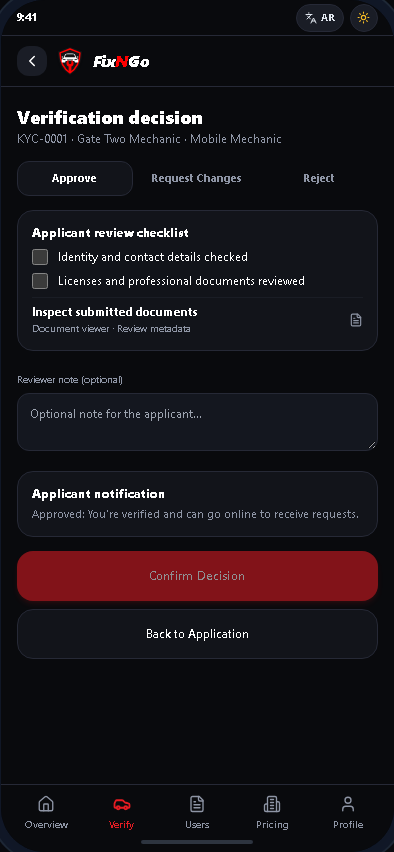 9:41
AR
FixNGo
Verification decision
KYC-0001 · Gate Two Mechanic · Mobile Mechanic
Approve
Request Changes
Reject
Applicant review checklist
Identity and contact details checked
Licenses and professional documents reviewed
Inspect submitted documents
Document viewer · Review metadata
Reviewer note (optional)
Optional note for the applicant...
Applicant notification
Approved: You're verified and can go online to receive requests.
Confirm Decision
Back to Application
Overview
Verify
Users
Pricing
Profile